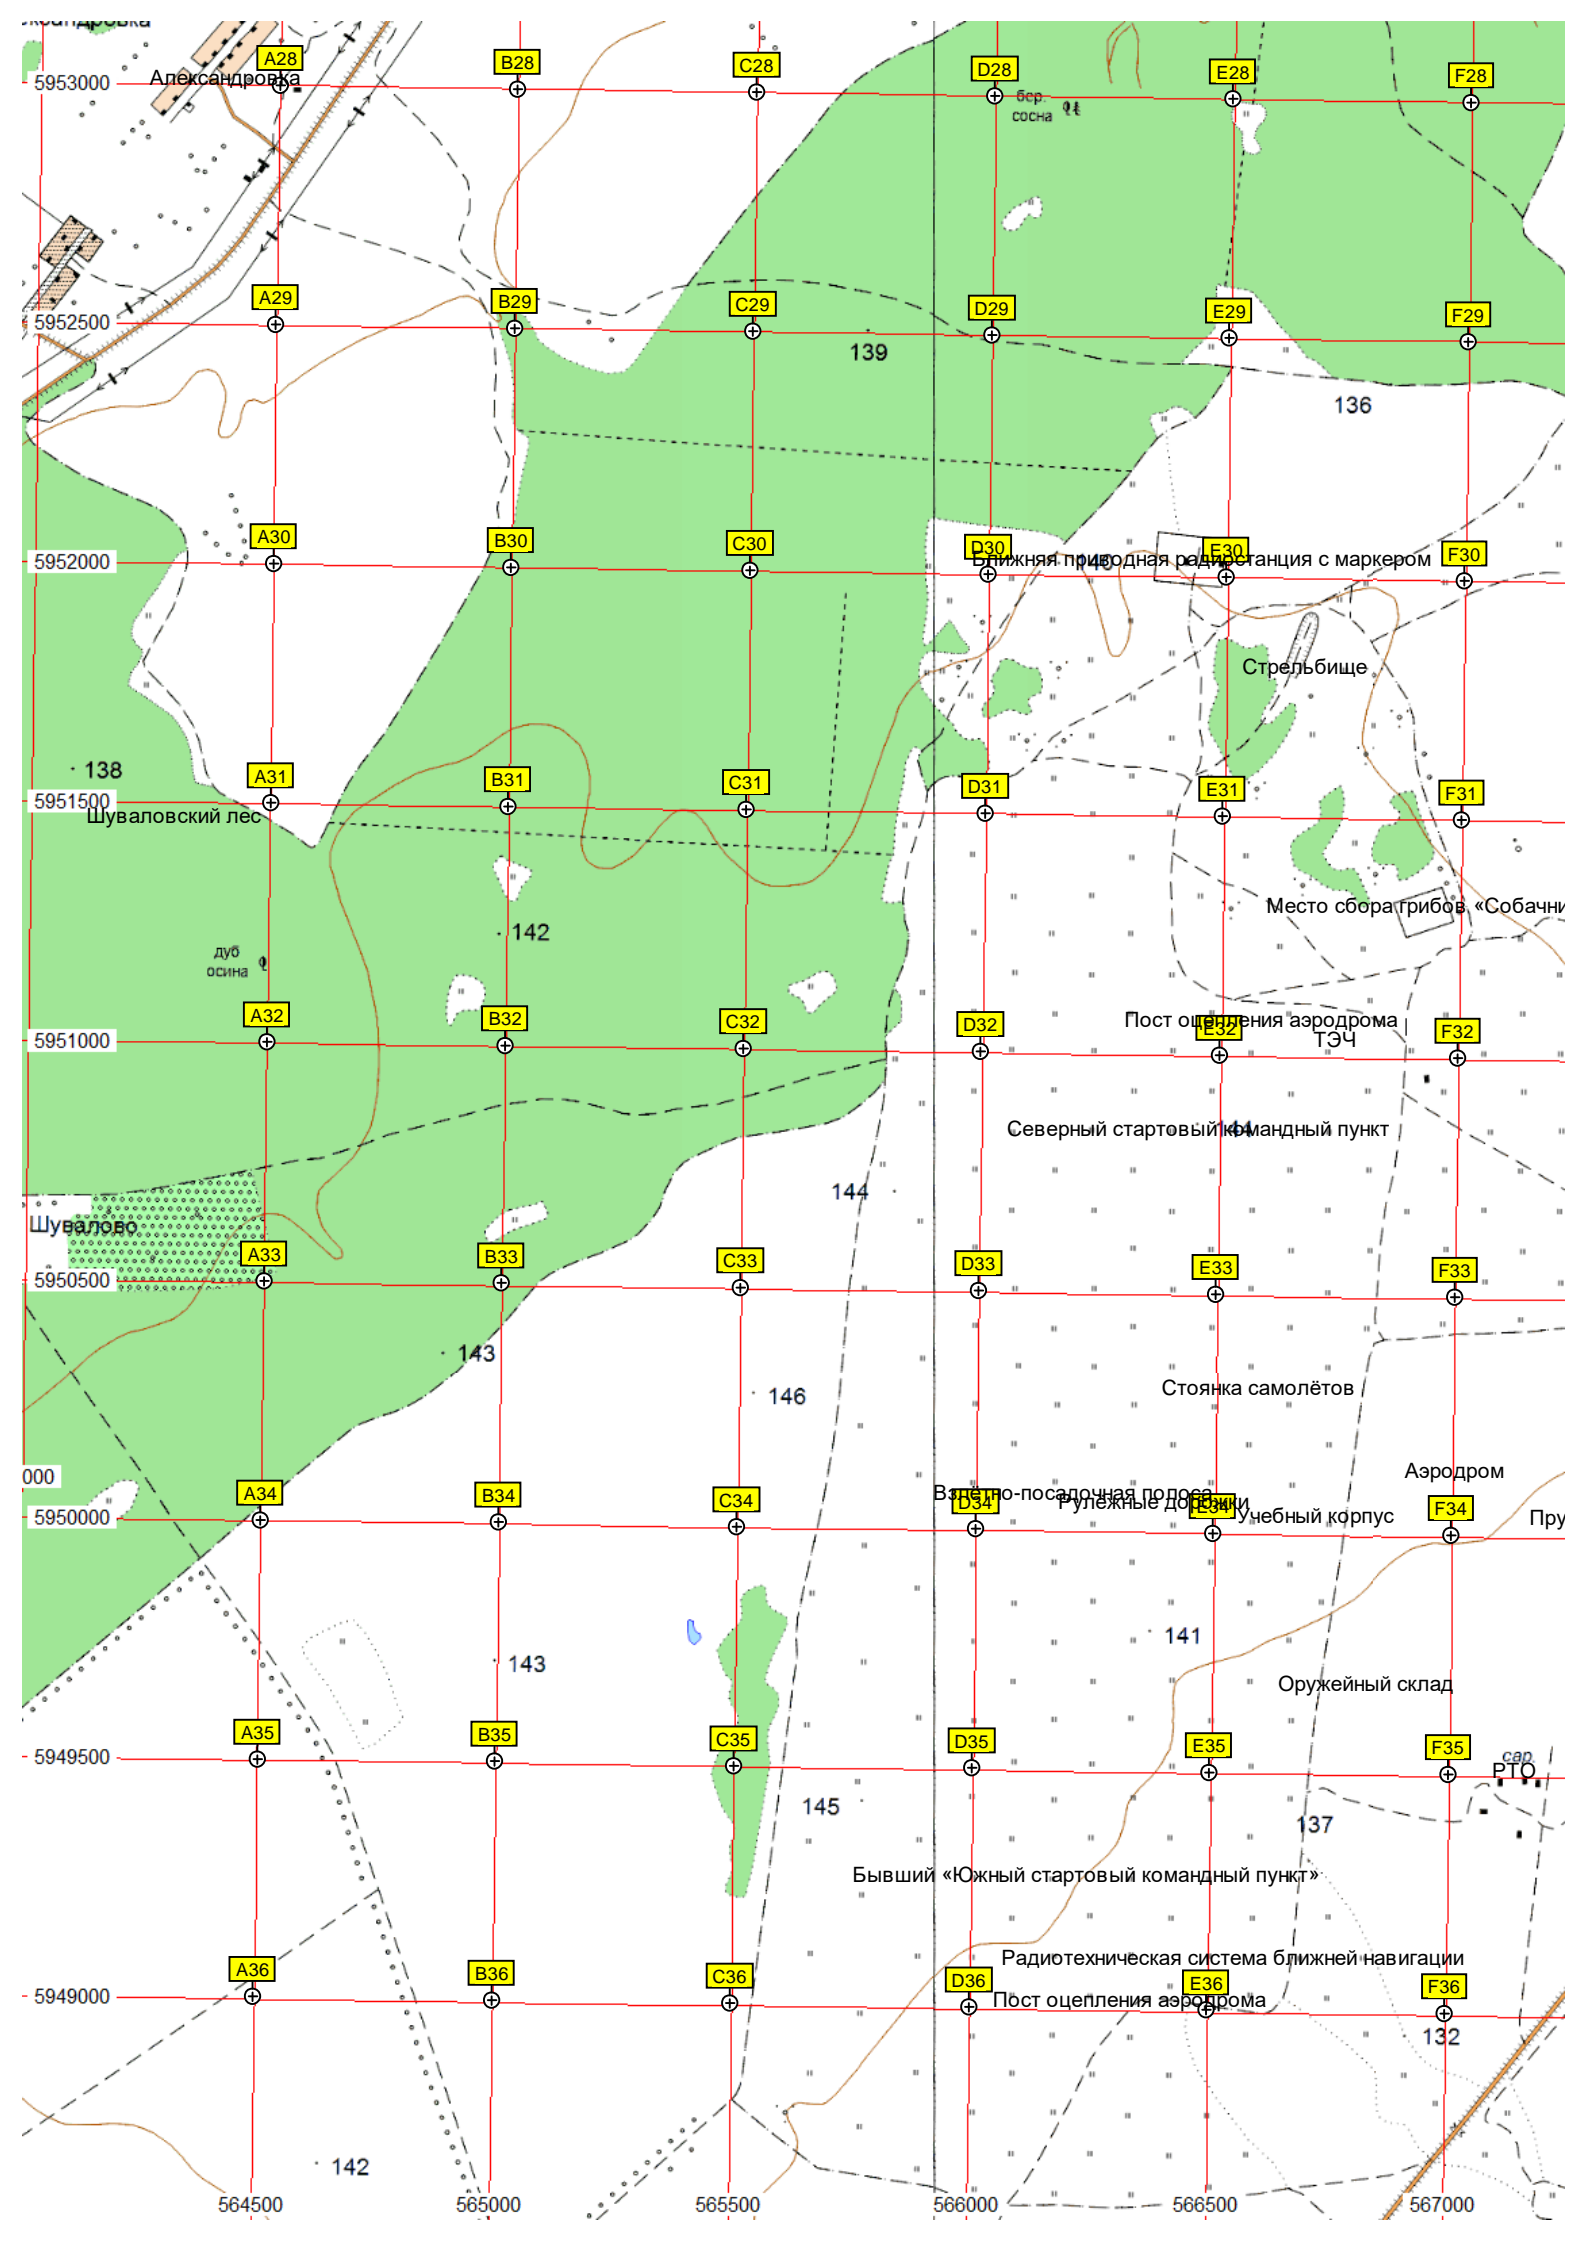 Александровка
A28
B28
C28
D28
E28
F28
5953000
бер.
сосна
A29
B29
C29
D29
E29
F29
5952500
139
136
A30
B30
C30
D30
E30
F30
5952000
Ближняя приводная радиостанция с маркером
Стрельбище
138
A31
B31
C31
D31
E31
F31
5951500
Шуваловский лес
Место сбора грибов «Собачни
142
дуб
осина
A32
B32
C32
D32
E32
F32
5951000
Пост оцепления аэродрома
ТЭЧ
Северный стартовый командный пункт
144
144
Шувалово
A33
B33
C33
D33
E33
F33
5950500
143
146
Стоянка самолётов
Аэродром
000
A34
B34
C34
D34
E34
F34
5950000
Взлётно-посадочная полоса
Рулёжные дорожки
Учебный корпус
Пру
141
143
Оружейный склад
A35
B35
C35
D35
E35
F35
5949500
сар.
РТО
145
137
Бывший «Южный стартовый командный пункт»
Радиотехническая система ближней навигации
A36
B36
C36
D36
E36
F36
5949000
Пост оцепления аэродрома
132
142
564500
565000
565500
566000
566500
567000